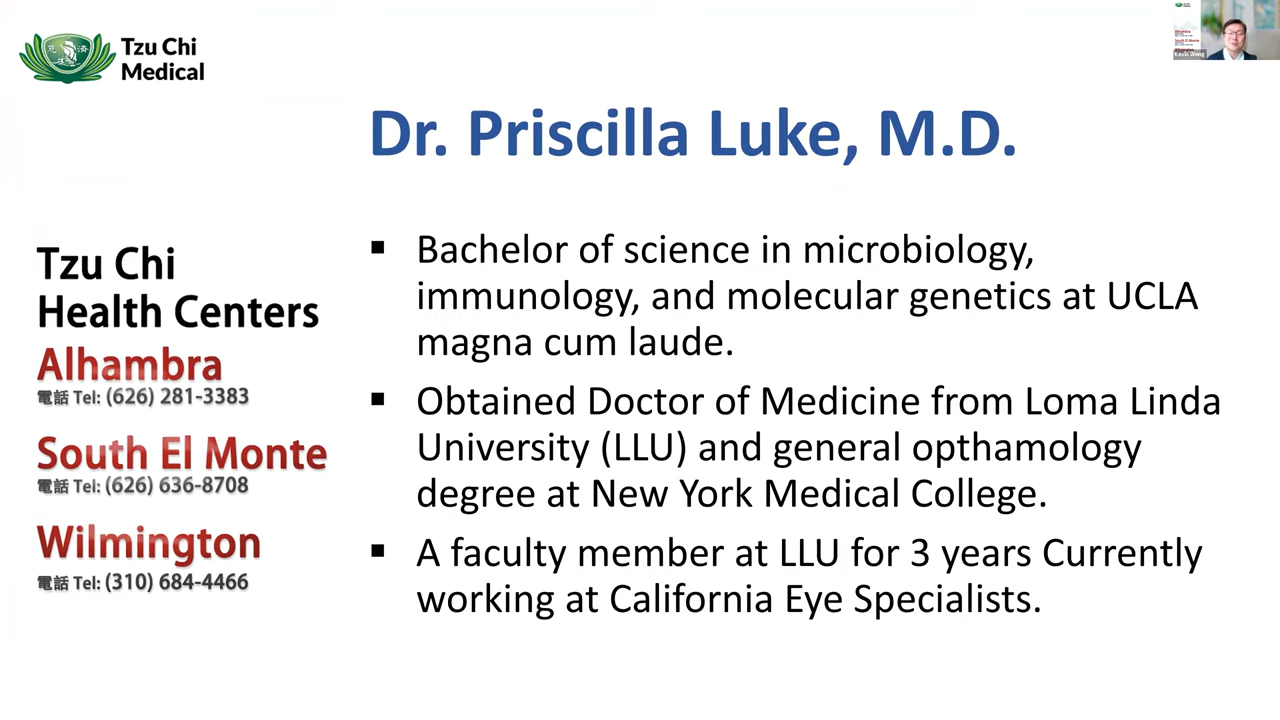 Tzu Chi
Medical
Dr. Priscilla Luke, M.D.
Tzu Chi
Health Centers
Alhambra
電話 Tel: (626) 281-3383
South El Monte
電話 Tel: (626) 636-8708
Wilmington
電話 Tel: (310) 684-4466
▪ Bachelor of science in microbiology,
immunology, and molecular genetics at UCLA
magna cum laude.
▪ Obtained Doctor of Medicine from Loma Linda
University (LLU) and general opthamology
degree at New York Medical College.
▪ A faculty member at LLU for 3 years Currently
working at California Eye Specialists.
Alhambra
South El Monte
Kevin Wong